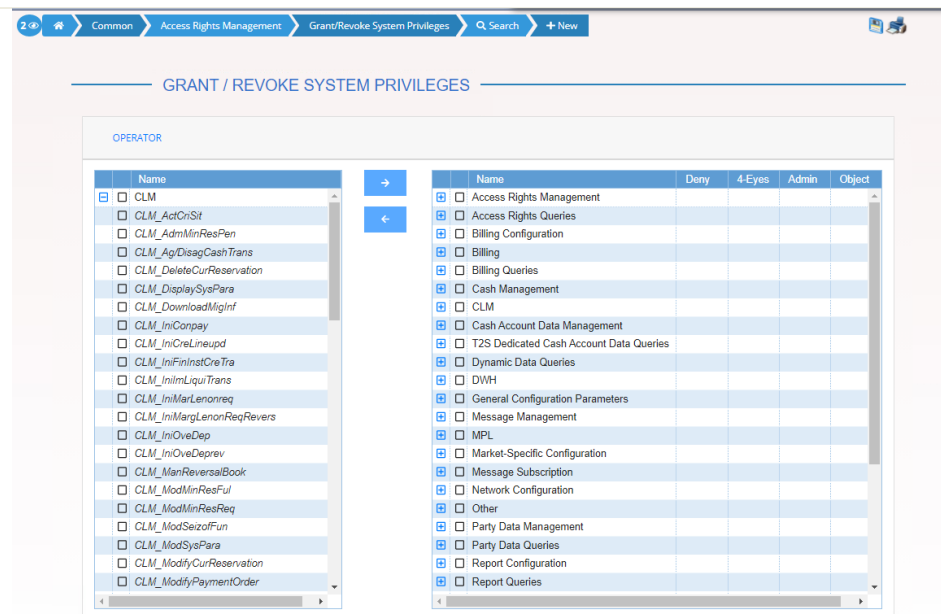 2 Common Access Rights Management Grant/Revoke System Privileges Search + New
GRANT / REVOKE SYSTEM PRIVILEGES
OPERATOR
Name
CLM
CLM_ActCriSit
CLM_AdmMinResPen
CLM_Ag/DisagCashTrans
CLM_DeleteCurReservation
CLM_DisplaySysPara
CLM_DownloadMigInf
CLM_IniConpay
CLM_IniCreLineupd
CLM_IniFinInstCreTra
CLM_IniImLiquiTrans
CLM_IniMarLenonreq
CLM_IniMargLenonReqRevers
CLM_IniOveDep
CLM_IniOveDeprev
CLM_ManReversalBook
CLM_ModMinResFul
CLM_ModMinResReq
CLM_ModSeizofFun
CLM_ModSysPara
CLM_ModifyCurReservation
CLM_ModifyPaymentOrder
Name Deny 4-Eyes Admin Object
Access Rights Management
Access Rights Queries
Billing Configuration
Billing
Billing Queries
Cash Management
CLM
Cash Account Data Management
T2S Dedicated Cash Account Data Queries
Dynamic Data Queries
DWH
General Configuration Parameters
Message Management
MPL
Market-Specific Configuration
Message Subscription
Network Configuration
Other
Party Data Management
Party Data Queries
Report Configuration
Report Queries